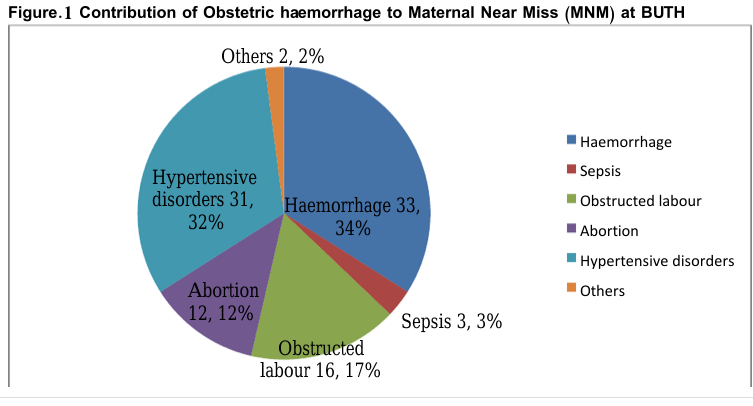 Figure.1 Contribution of Obstetric haemorrhage to Maternal Near Miss (MNM) at BUTH
Others 2, 2%
Hypertensive
disorders 31,
32%
Haemorrhage 33,
34%
Abortion
12, 12%
Sepsis 3, 3%
Obstructed
labour 16, 17%
Haemorrhage
Sepsis
Obstructed labour
Abortion
Hypertensive disorders
Others